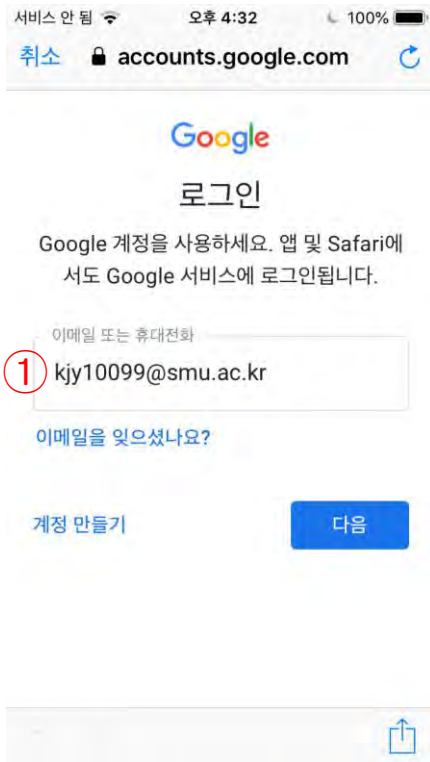 서비스 안 됨 오후 4:32 100%
취소 accounts.google.com
Google
로그인
Google 계정을 사용하세요. 앱 및 Safari에
서도 Google 서비스에 로그인됩니다.
이메일 또는 휴대전화
① kjy10099@smu.ac.kr
이메일을 잊으셨나요?
계정 만들기 다음